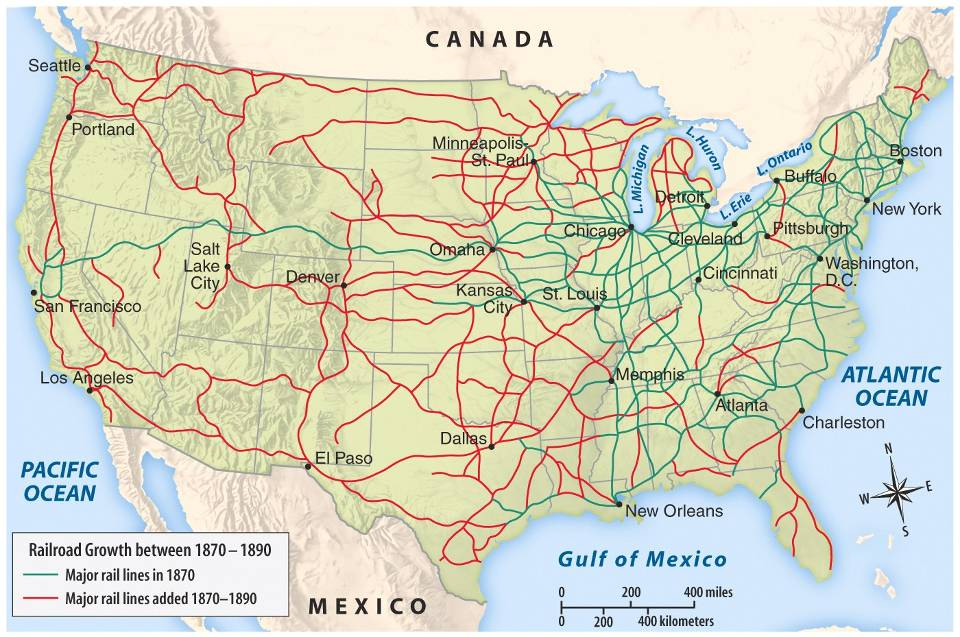 CANADA
Seattle
Portland
Minneapolis-
St. Paul
L. Michigan
L. Huron
L. Ontario
L. Erie
Boston
Buffalo
Detroit
New York
Chicago
Cleveland
Pittsburgh
Omaha
Salt
Lake
City
Denver
Kansas
City
St. Louis
Cincinnati
Washington,
D.C.
San Francisco
Los Angeles
Memphis
Atlanta
ATLANTIC
OCEAN
Charleston
Dallas
El Paso
PACIFIC
OCEAN
New Orleans
N
W
E
S
Railroad Growth between 1870–1890
Major rail lines in 1870
Major rail lines added 1870–1890
MEXICO
Gulf of Mexico
0 200 400 miles
0 200 400 kilometers